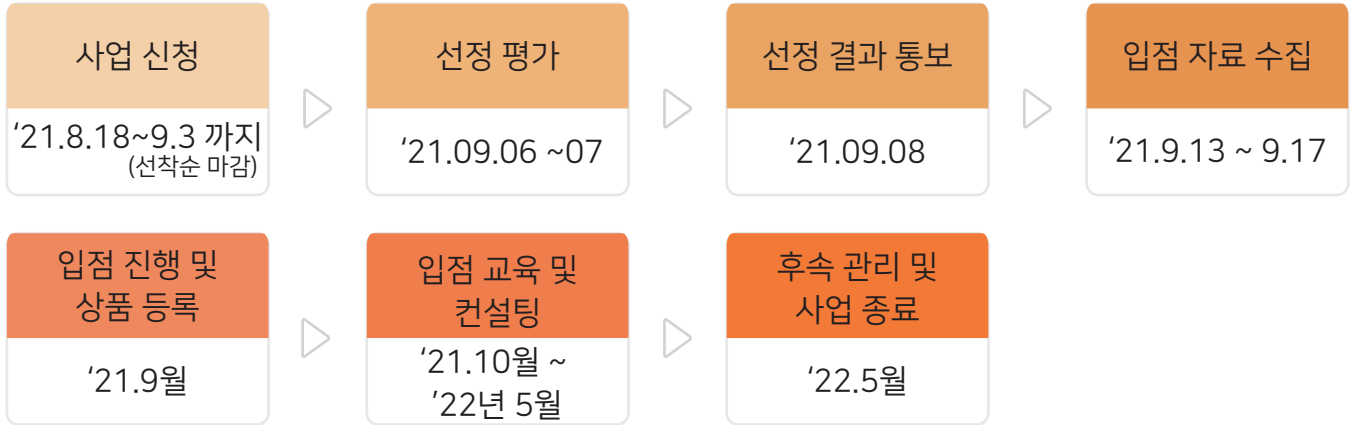 사업 신청
‘21.8.18~9.3 까지
(선착순 마감)
선정 평가
‘21.09.06 ~07
선정 결과 통보
‘21.09.08
입점 자료 수집
‘21.9.13 ~ 9.17
입점 진행 및
상품 등록
‘21.9월
입점 교육 및
컨설팅
‘21.10월 ~
’22년 5월
후속 관리 및
사업 종료
‘22.5월